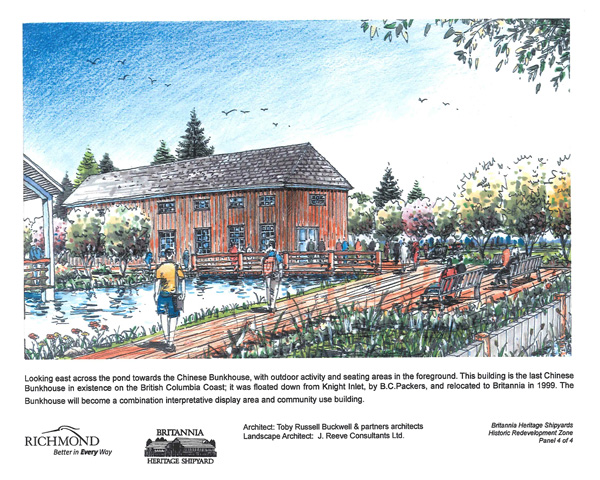 Looking east across the pond towards the Chinese Bunkhouse, with outdoor activity and seating areas in the foreground. This building is the last Chinese
Bunkhouse in existence on the British Columbia Coast; it was floated down from Knight Inlet, by B.C.Packers, and relocated to Britannia in 1999. The
Bunkhouse will become a combination interpretative display area and community use building.
RICHMOND
Better in Every Way
BRITANNIA
HERITAGE SHIPYARD
Architect: Toby Russell Buckwell & partners architects
Landscape Architect: J. Reeve Consultants Ltd.
Britannia Heritage Shipyards
Historic Redevelopment Zone
Panel 4 of 4